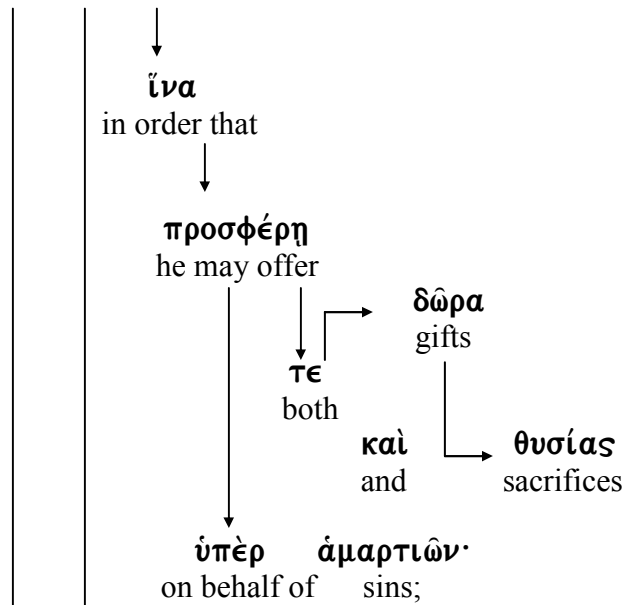 ἵνα
in order that
προσφέρῃ
he may offer
δῶρα
gifts
τε
both
καὶ θυσίας
and sacrifices
ὑπὲρ ἁμαρτιῶν·
on behalf of sins;